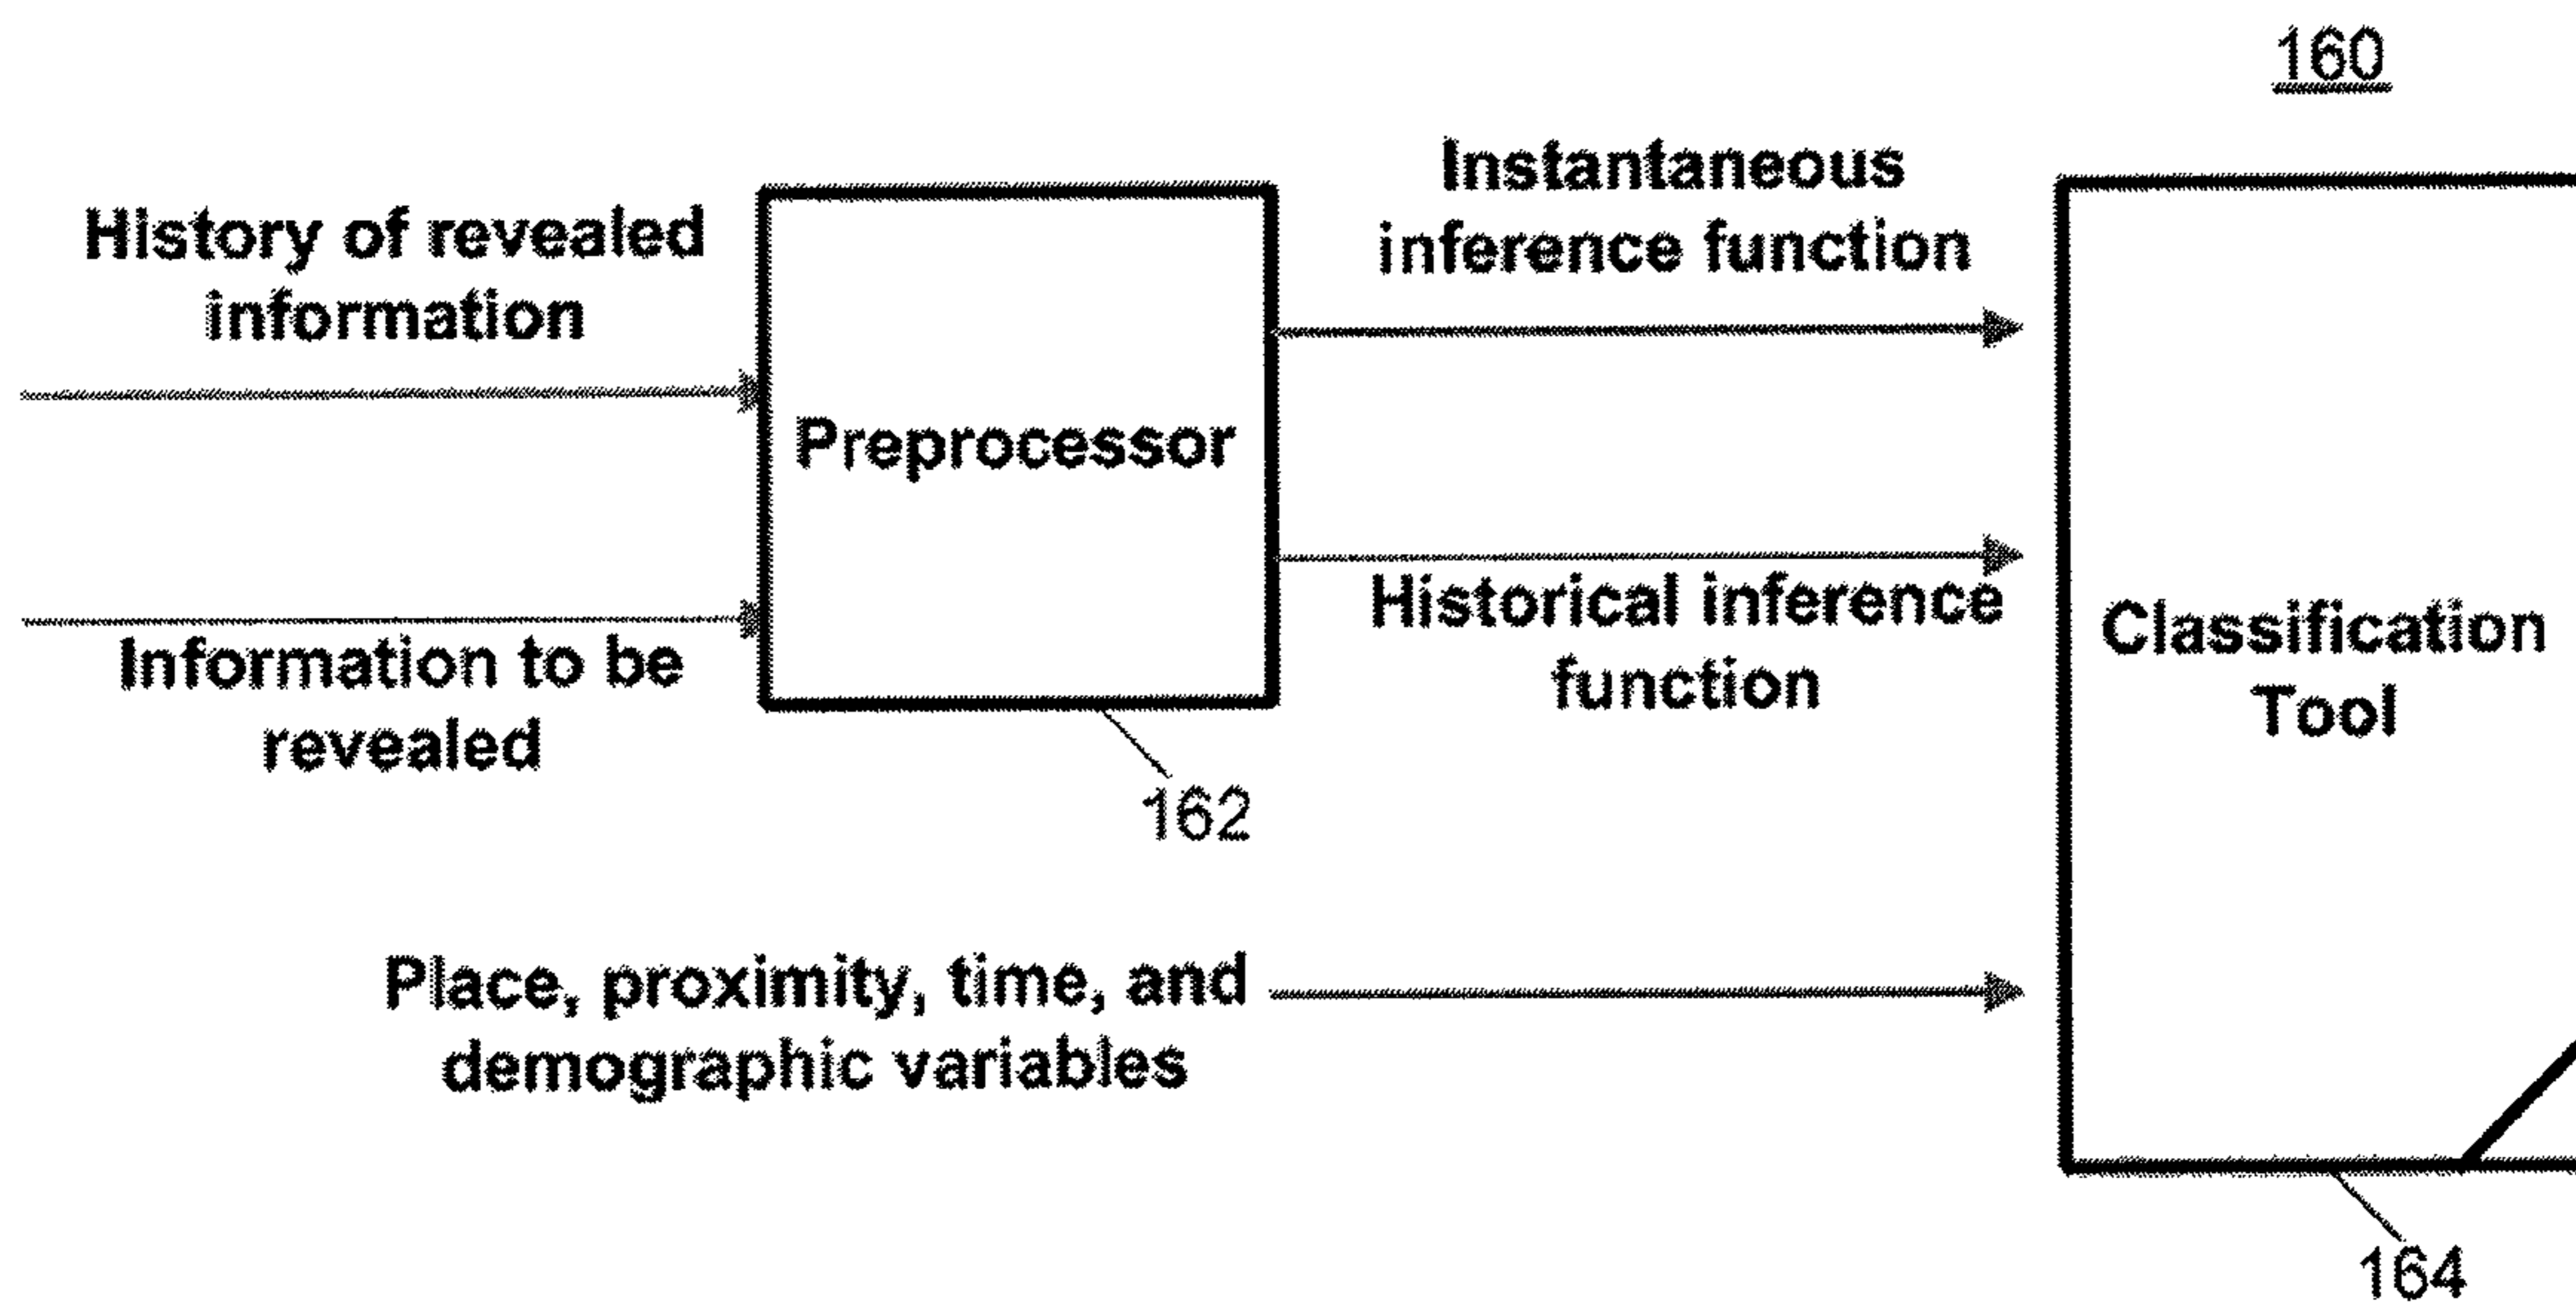 160
History of revealed
information
Instantaneous
inference function
Preprocessor
Information to be
revealed
Historical inference
function
Classification
Tool
162
Place, proximity, time, and
demographic variables
164